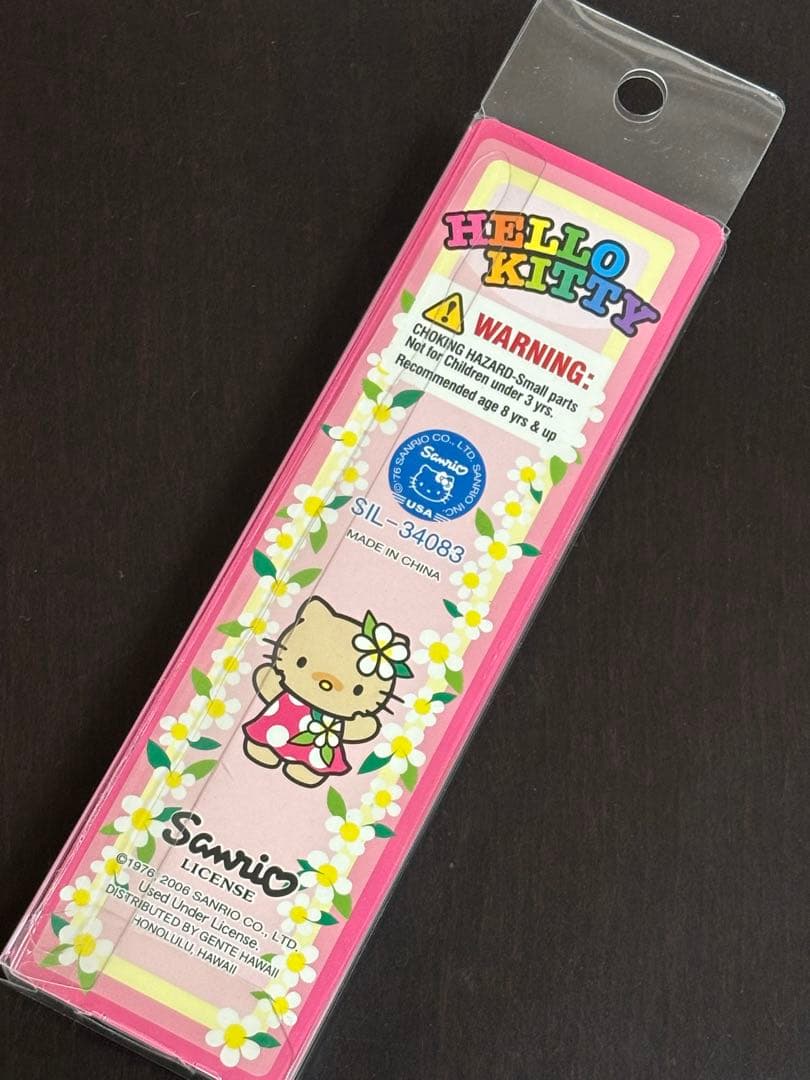 HELLO
KITTY
WARNING:
CHOKING HAZARD-Small parts
Not for Children under 3 yrs.
Recommended age 8 yrs & up
©'76 SANRIO CO., LTD. SANRIO INC.
Sanrio
USA
SIL-34083
MADE IN CHINA
Sanrio
LICENSE
©1976, 2006 SANRIO CO., LTD.
Used Under License.
DISTRIBUTED BY GENTE HAWAII
HONOLULU, HAWAII